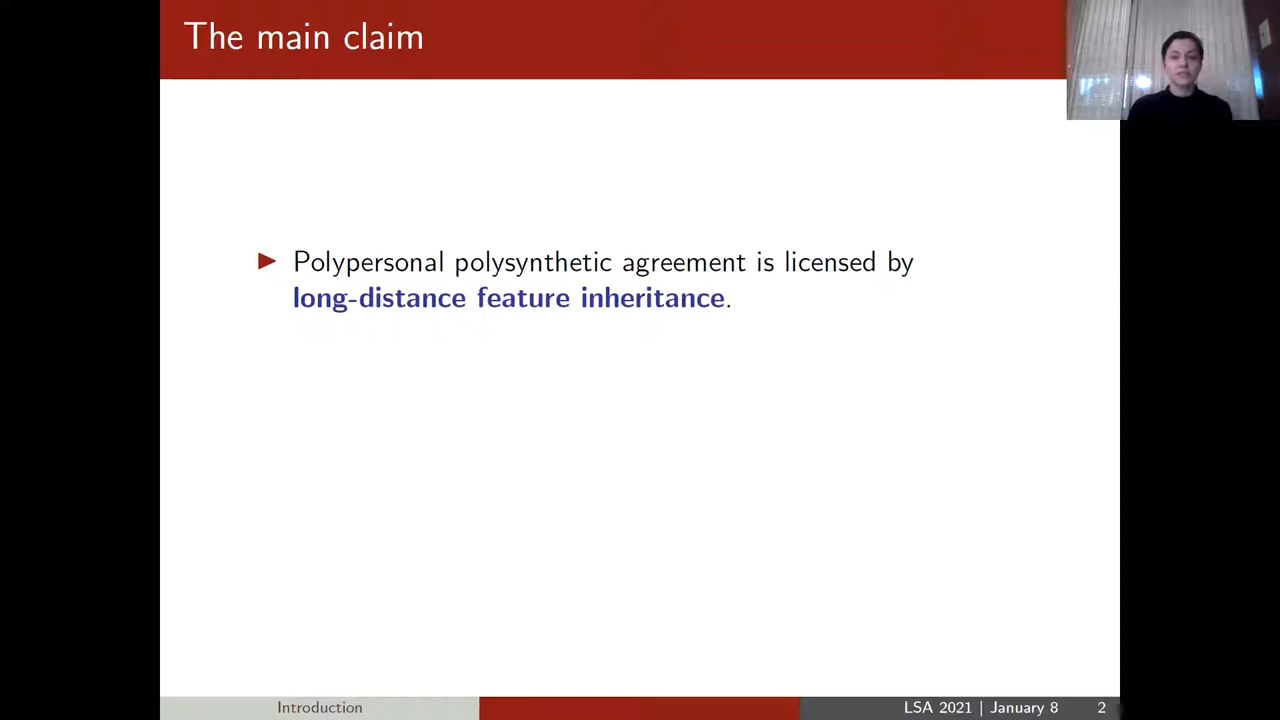 The main claim
▶ Polypersonal polysynthetic agreement is licensed by
long-distance feature inheritance.
Introduction
LSA 2021 | January 8 2